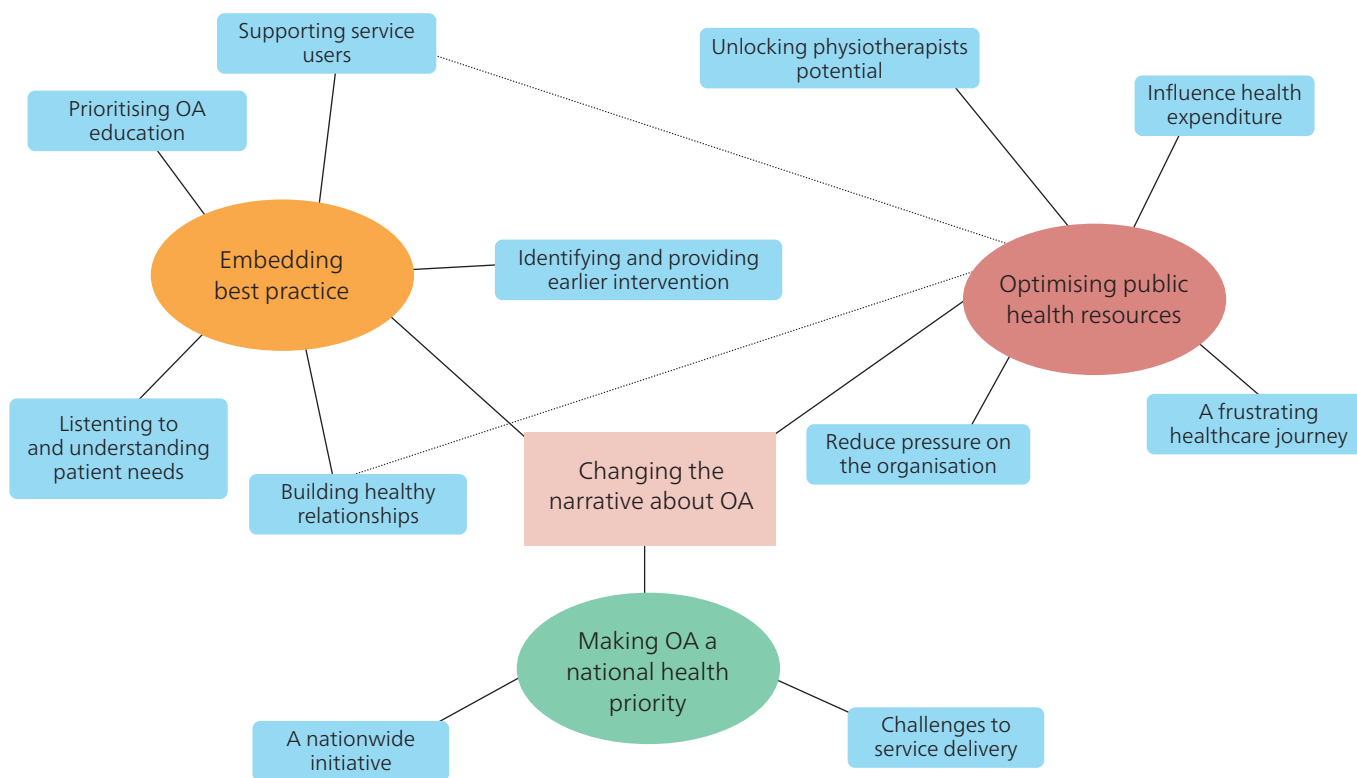 Supporting service
users
Unlocking physiotherapists
potential
Influence health
expenditure
Prioritising OA
education
Embedding
best practice
Identifying and providing
earlier intervention
Optimising public
health resources
Listenting to
and understanding
patient needs
Building healthy
relationships
Changing the
narrative about OA
Reduce pressure on
the organisation
A frustrating
healthcare journey
Making OA a
national health
priority
A nationwide
initiative
Challenges to
service delivery